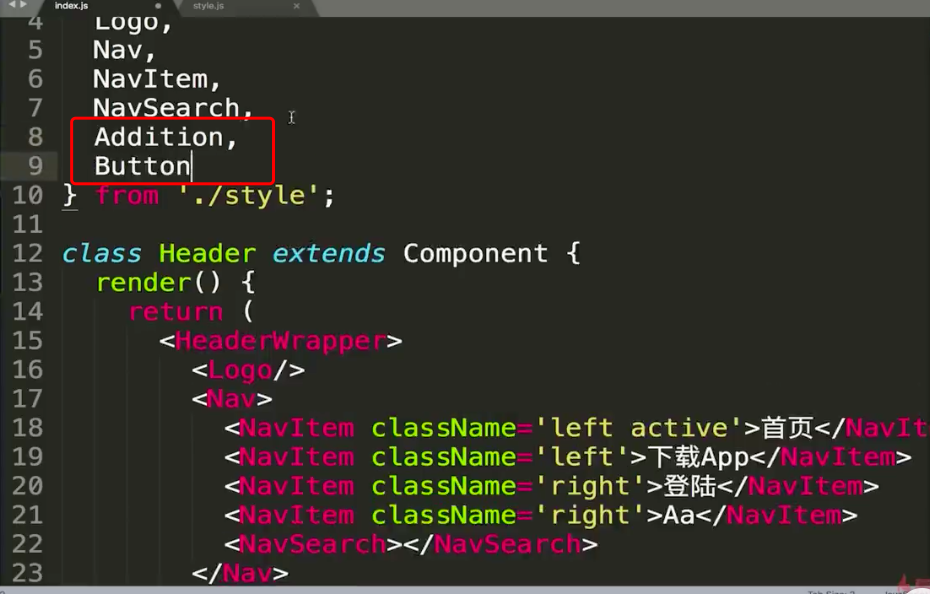 index.js
style.js
4 Logo,
5 Nav,
6 NavItem,
7 NavSearch,
8 Addition,
9 Button
10 } from './style';
11
12 class Header extends Component {
13 render() {
14 return (
15 <HeaderWrapper>
16 <Logo/>
17 <Nav>
18 <NavItem className='left active'>首页</NavIt
19 <NavItem className='left'>下载App</NavItem>
20 <NavItem className='right'>登陆</NavItem>
21 <NavItem className='right'>Aa</NavItem>
22 <NavSearch></NavSearch>
23 </Nav>